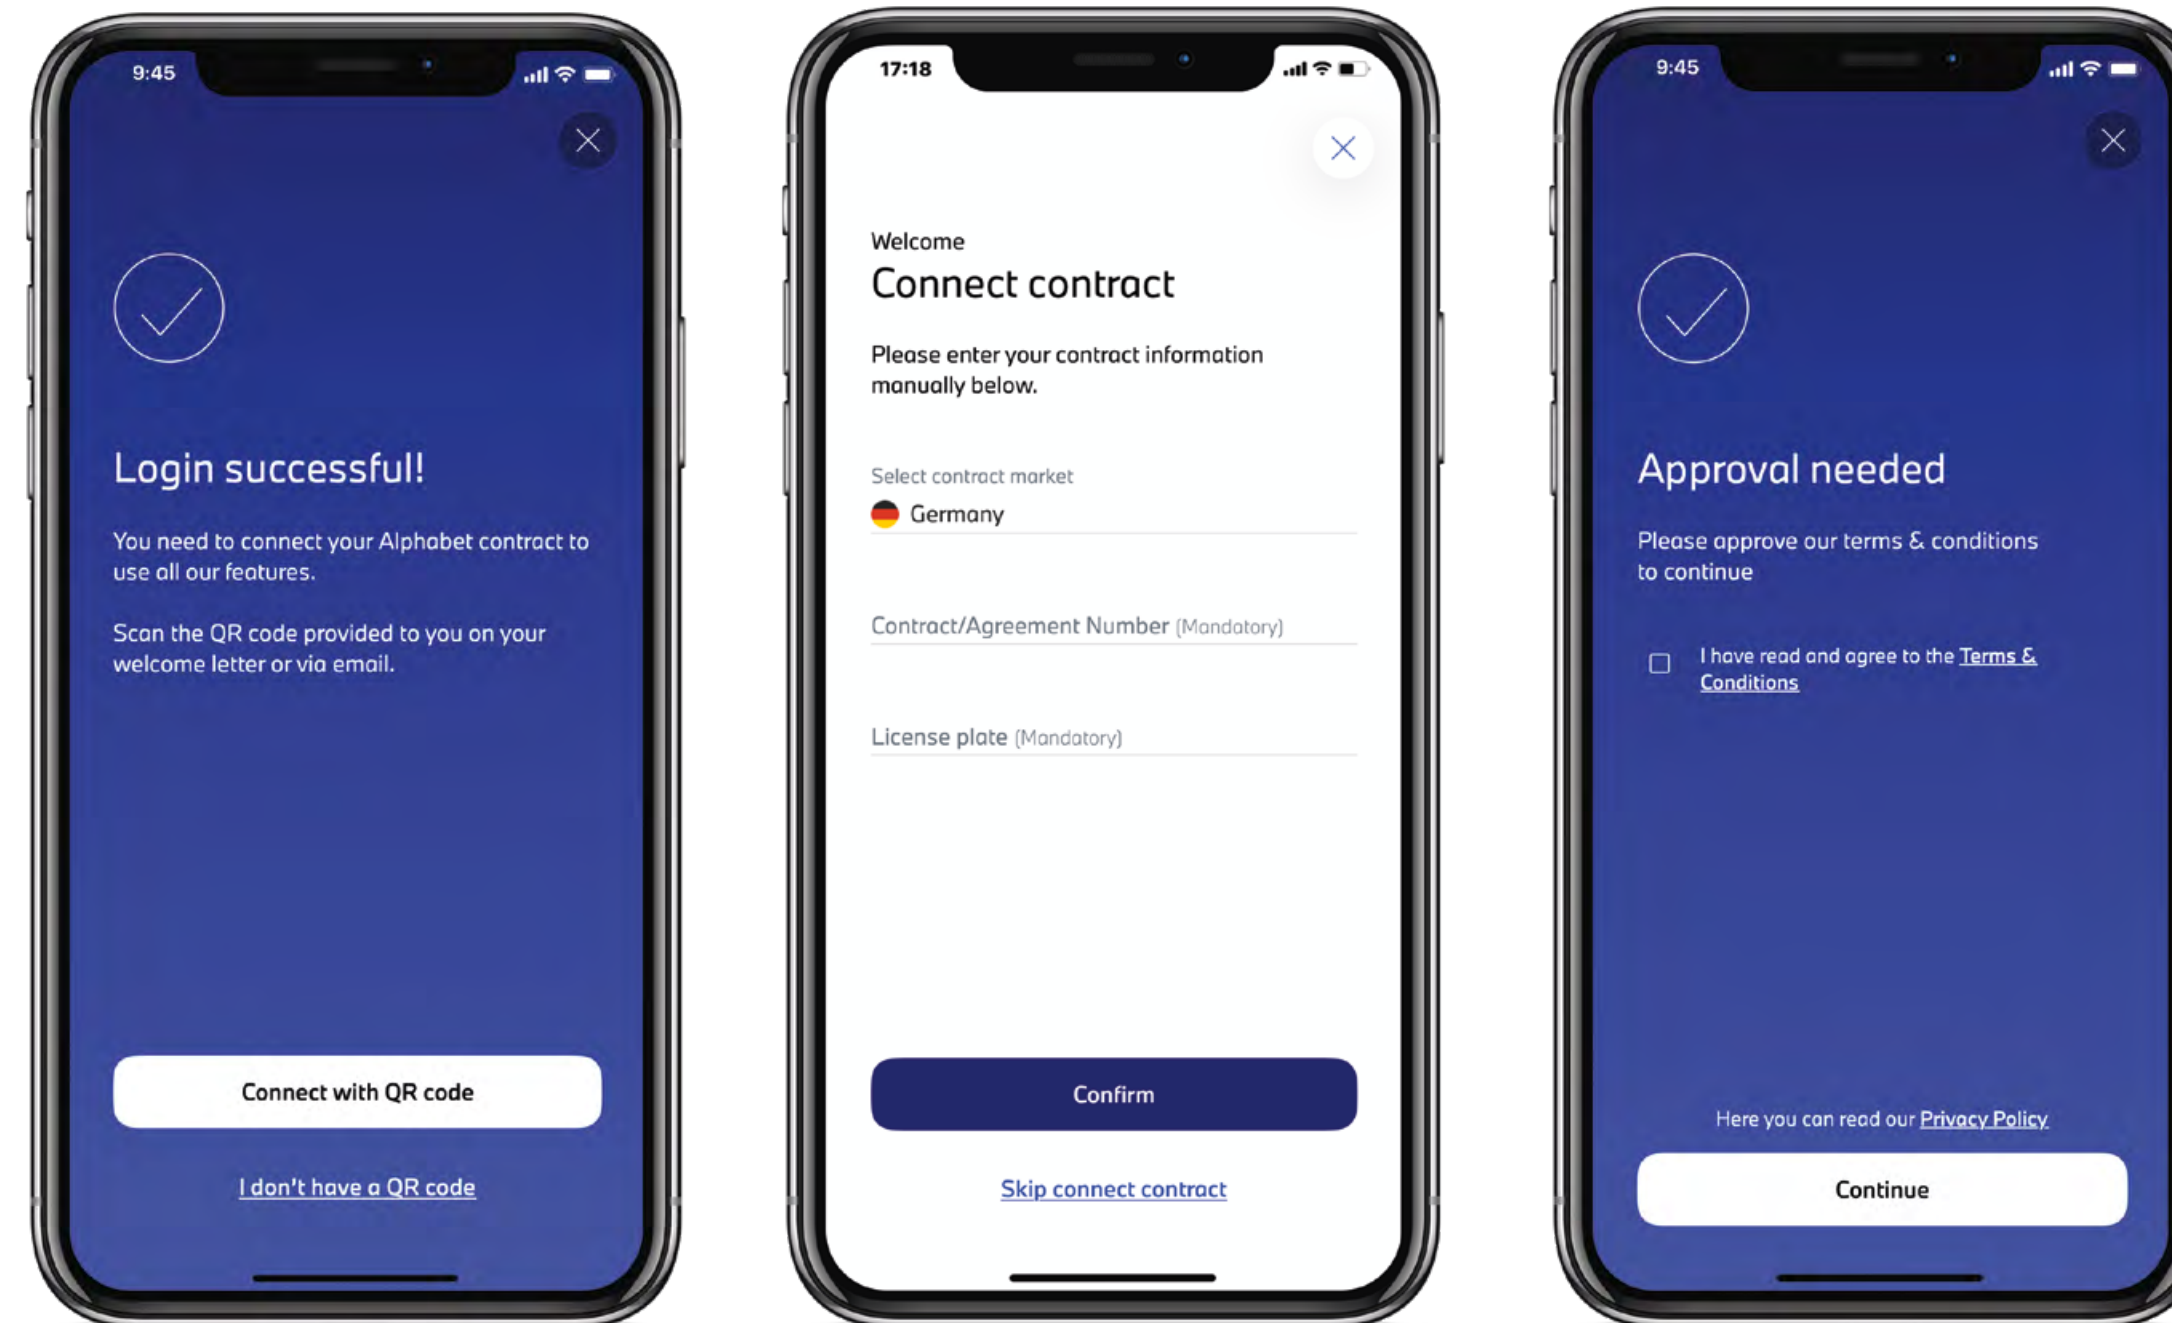 9:45
Login successful!
You need to connect your Alphabet contract to
use all our features.
Scan the QR code provided to you on your
welcome letter or via email.
Connect with QR code
I don't have a QR code
17:18
Welcome
Connect contract
Please enter your contract information
manually below.
Select contract market
Germany
Contract/Agreement Number (Mandatory)
License plate (Mandatory)
Confirm
Skip connect contract
9:45
Approval needed
Please approve our terms & conditions
to continue
I have read and agree to the Terms &
Conditions
Here you can read our Privacy Policy
Continue